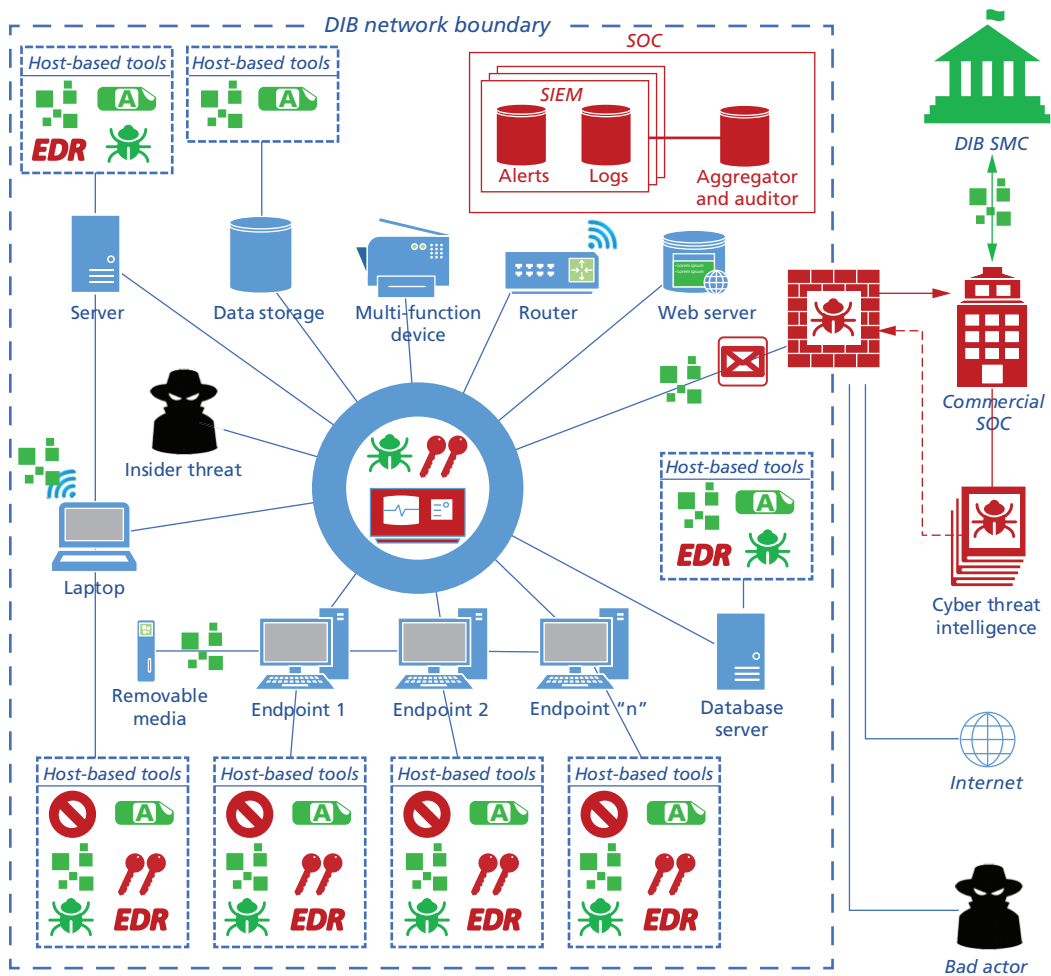 DIB network boundary
Host-based tools
A
EDR
Host-based tools
A
SOC
SIEM
Alerts
Logs
Aggregator
and auditor
DIB SMC
Server
Data storage
Multi-function
device
Router
Web server
Commercial
SOC
Insider threat
Laptop
Host-based tools
A
EDR
Cyber threat
intelligence
Removable
media
Endpoint 1
Endpoint 2
Endpoint “n”
Database
server
Internet
Host-based tools
A
EDR
Host-based tools
A
EDR
Host-based tools
A
EDR
Host-based tools
A
EDR
Bad actor